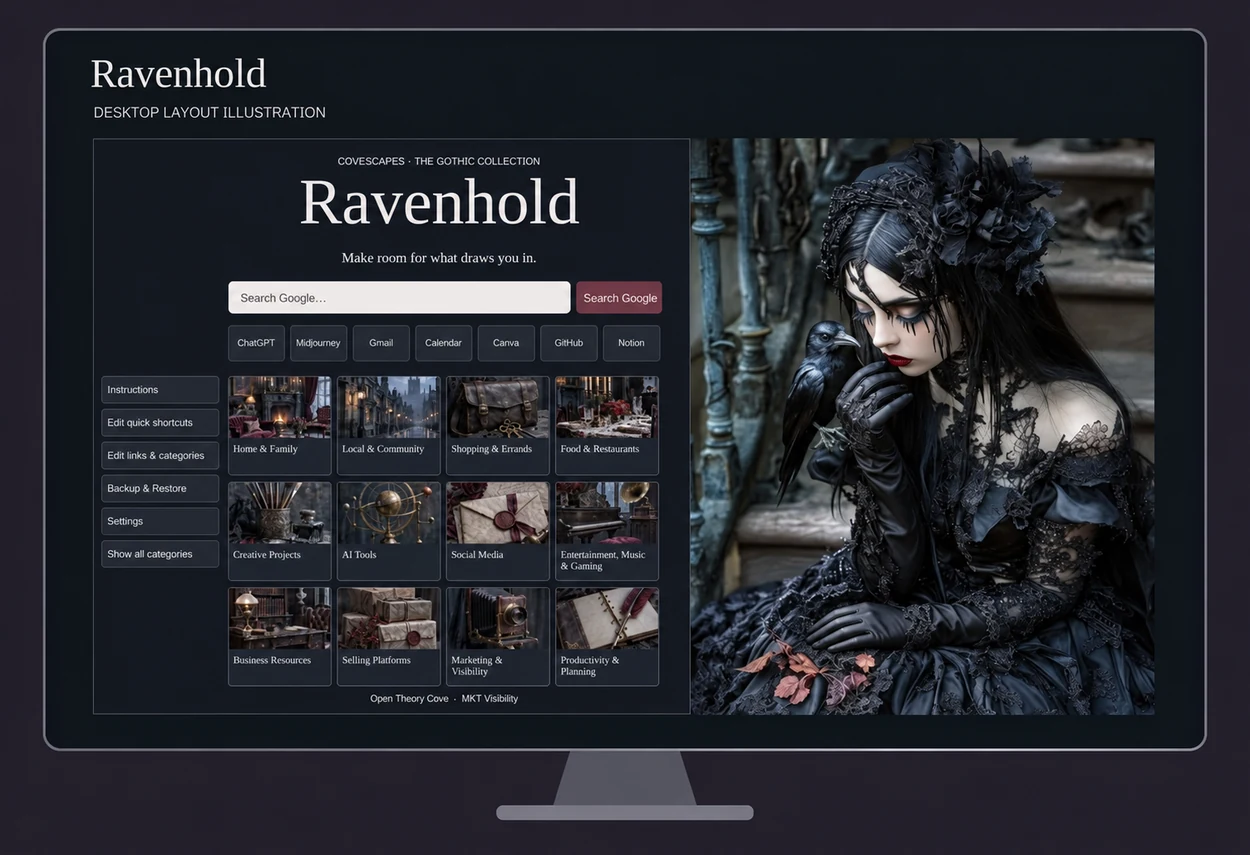 Ravenhold
DESKTOP LAYOUT ILLUSTRATION
COVESCAPES · THE GOTHIC COLLECTION
Ravenhold
Make room for what draws you in.
Search Google...
Search Google
ChatGPT
Midjourney
Gmail
Calendar
Canva
GitHub
Notion
Instructions
Edit quick shortcuts
Edit links & categories
Backup & Restore
Settings
Show all categories
Home & Family
Local & Community
Shopping & Errands
Food & Restaurants
Creative Projects
AI Tools
Social Media
Entertainment, Music
& Gaming
Business Resources
Selling Platforms
Marketing &
Visibility
Productivity &
Planning
Open Theory Cove · MKT Visibility